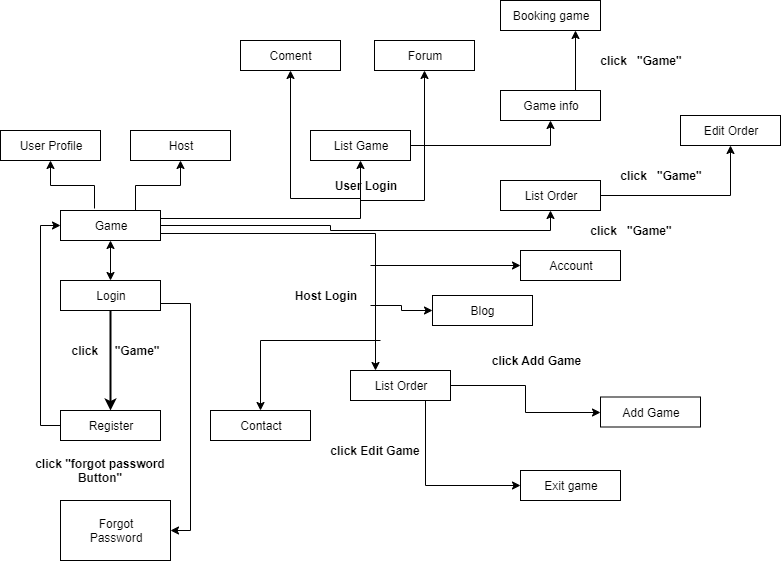 Booking game
Coment
Forum
click "Game"
Game info
Edit Order
User Profile
Host
List Game
click "Game"
User Login
List Order
Game
click "Game"
Account
Login
Host Login
Blog
click "Game"
click Add Game
List Order
Add Game
Register
Contact
click Edit Game
click "forgot password
Button"
Exit game
Forgot
Password